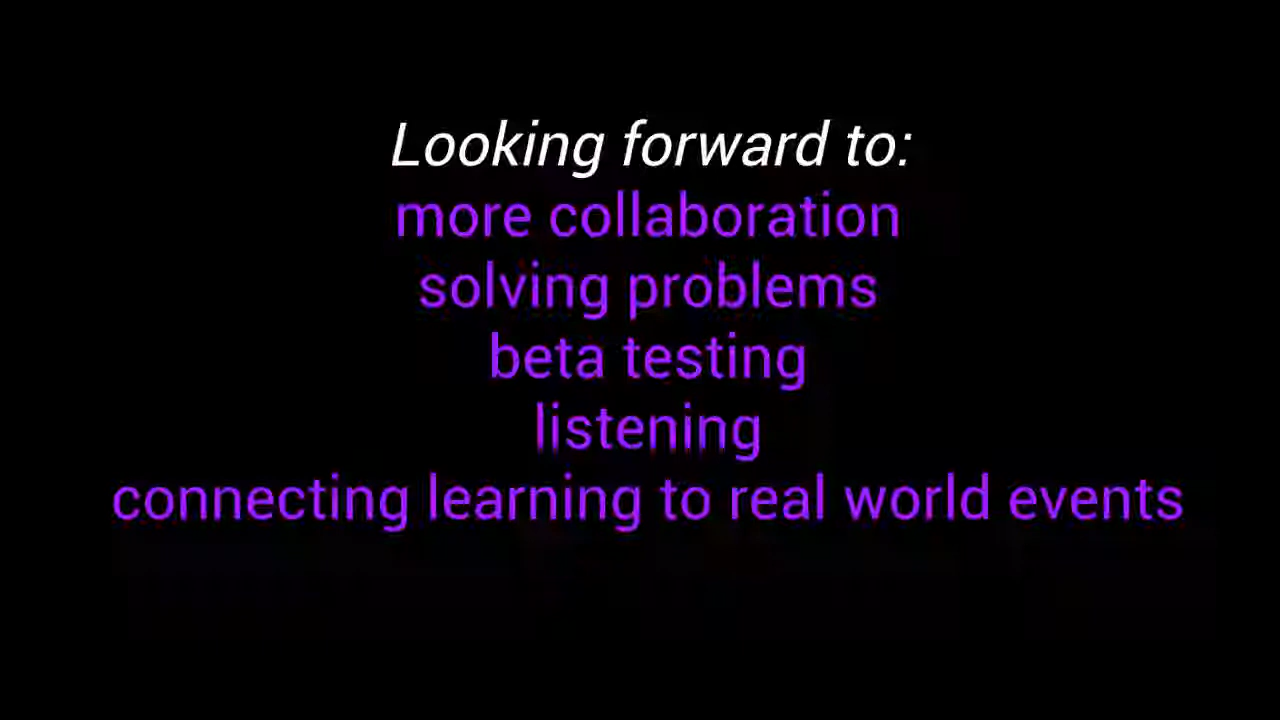 Looking forward to:
more collaboration
solving problems
beta testing
listening
connecting learning to real world events